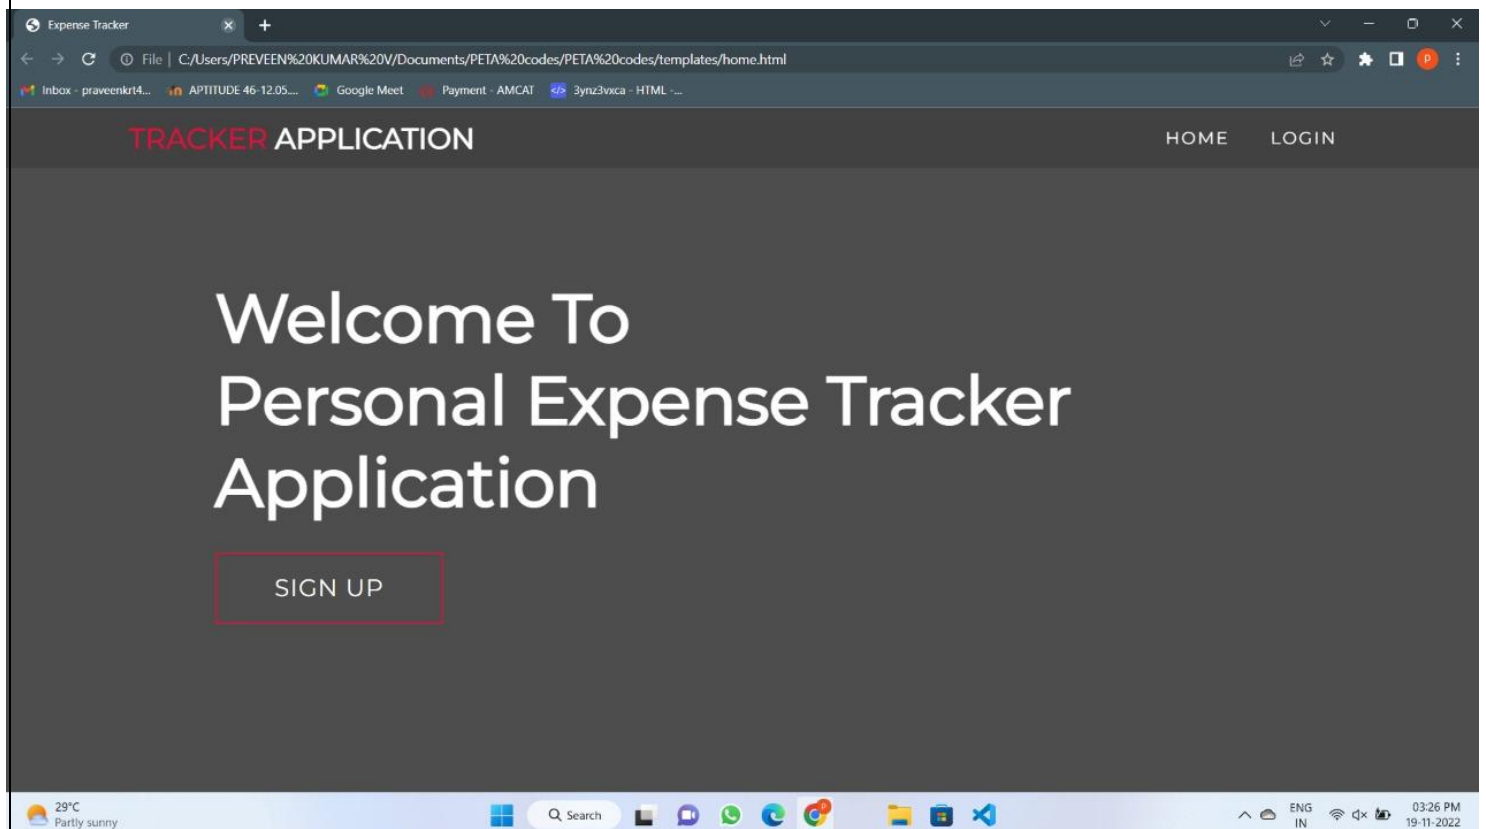 Expense Tracker
File | C:/Users/PREVEEN%20KUMAR%20V/Documents/PETA%20codes/PETA%20codes/templates/home.html
Inbox - praveenkrt4... APTITUDE 46-12.05.... Google Meet Payment - AMCAT 3ynz3vxca - HTML -...
TRACKER APPLICATION HOME LOGIN
Welcome To
Personal Expense Tracker
Application
SIGN UP
29°C
Partly sunny
Search
ENG
IN
03:26 PM
19-11-2022